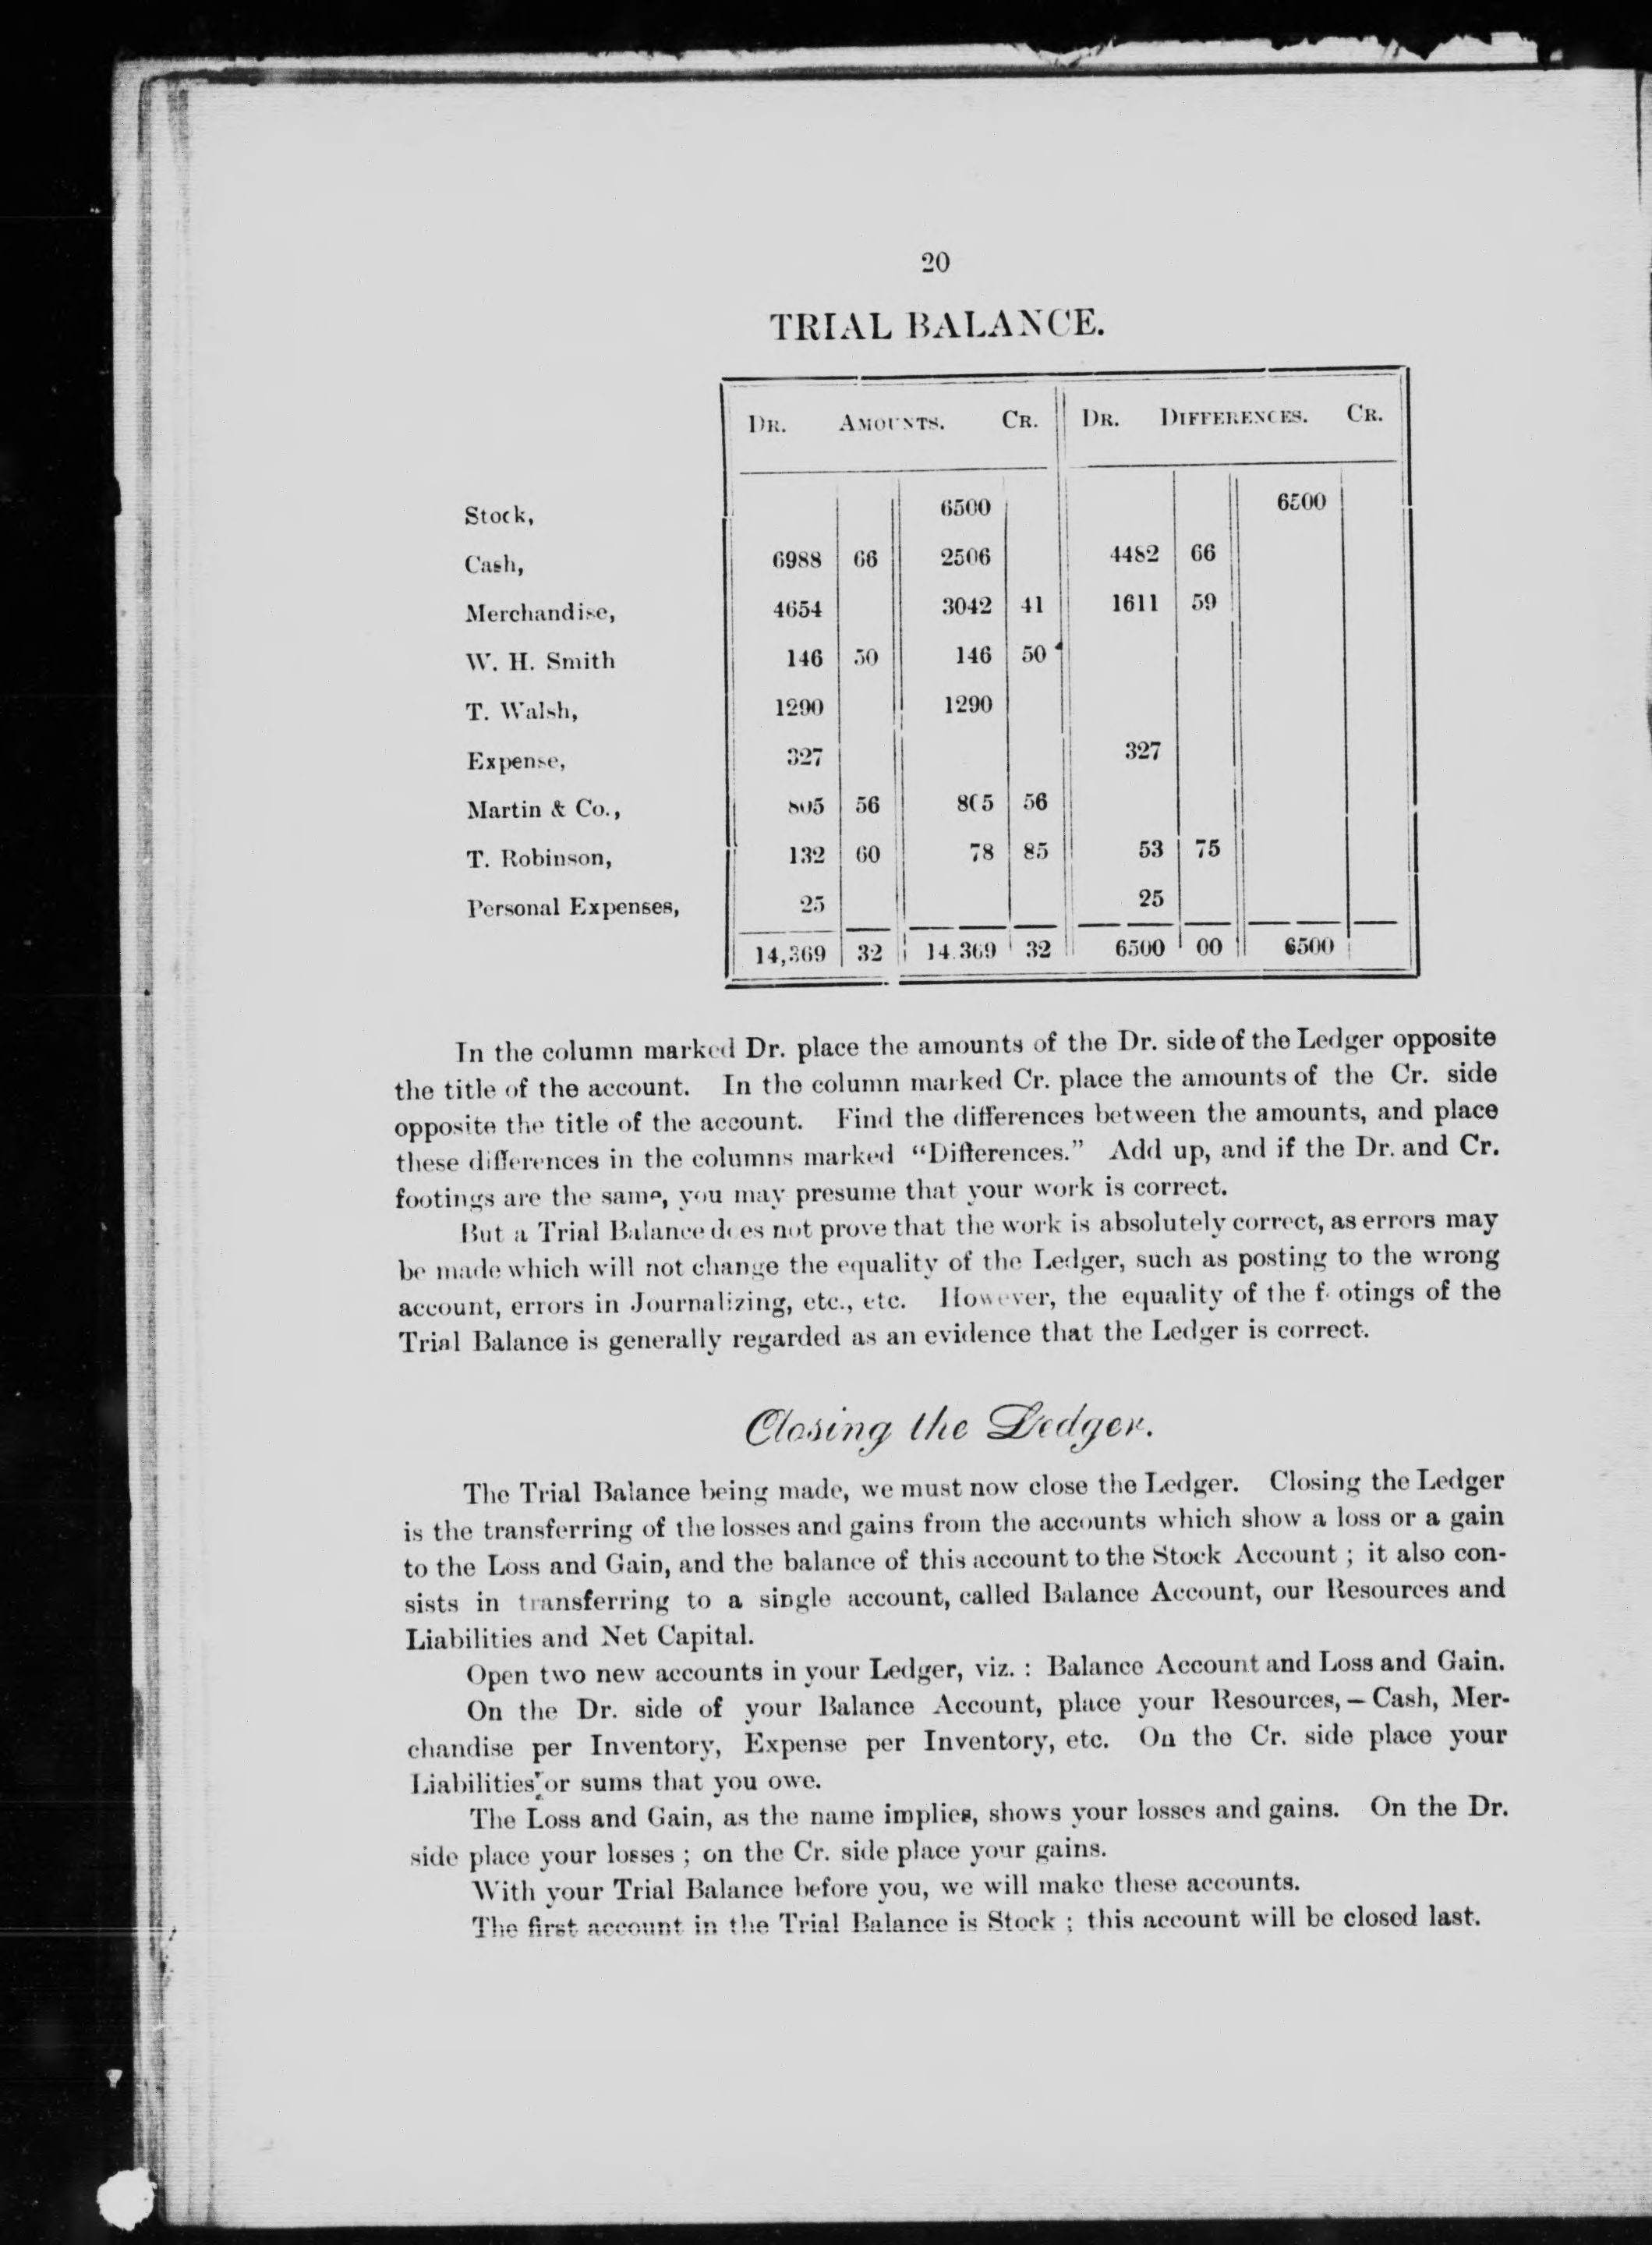 20
TRIAL BALANCE.
DR. AMOUNTS. CR. DR. DIFFERENCES. CR.
Stock, 6500 6500
Cash, 6988 66 2506 4482 66
Merchandise, 4654 3042 41 1611 59
W. H. Smith 146 50 146 50
T. Walsh, 1290 1290
Expense, 327 327
Martin & Co., 805 56 805 56
T. Robinson, 132 60 78 85 53 75
Personal Expenses, 25 25
14,369 32 14.369 32 6500 00 6500
In the column marked Dr. place the amounts of the Dr. side of the Ledger opposite
the title of the account. In the column marked Cr. place the amounts of the Cr. side
opposite the title of the account. Find the differences between the amounts, and place
these differences in the columns marked “Differences.” Add up, and if the Dr. and Cr.
footings are the same, you may presume that your work is correct.
But a Trial Balance does not prove that the work is absolutely correct, as errors may
be made which will not change the equality of the Ledger, such as posting to the wrong
account, errors in Journalizing, etc., etc. However, the equality of the footings of the
Trial Balance is generally regarded as an evidence that the Ledger is correct.
Closing the Ledger.
The Trial Balance being made, we must now close the Ledger. Closing the Ledger
is the transferring of the losses and gains from the accounts which show a loss or a gain
to the Loss and Gain, and the balance of this account to the Stock Account ; it also con-
sists in transferring to a single account, called Balance Account, our Resources and
Liabilities and Net Capital.
Open two new accounts in your Ledger, viz. : Balance Account and Loss and Gain.
On the Dr. side of your Balance Account, place your Resources, – Cash, Mer-
chandise per Inventory, Expense per Inventory, etc. On the Cr. side place your
Liabilities or sums that you owe.
The Loss and Gain, as the name implies, shows your losses and gains. On the Dr.
side place your losses ; on the Cr. side place your gains.
With your Trial Balance before you, we will make these accounts.
The first account in the Trial Balance is Stock ; this account will be closed last.